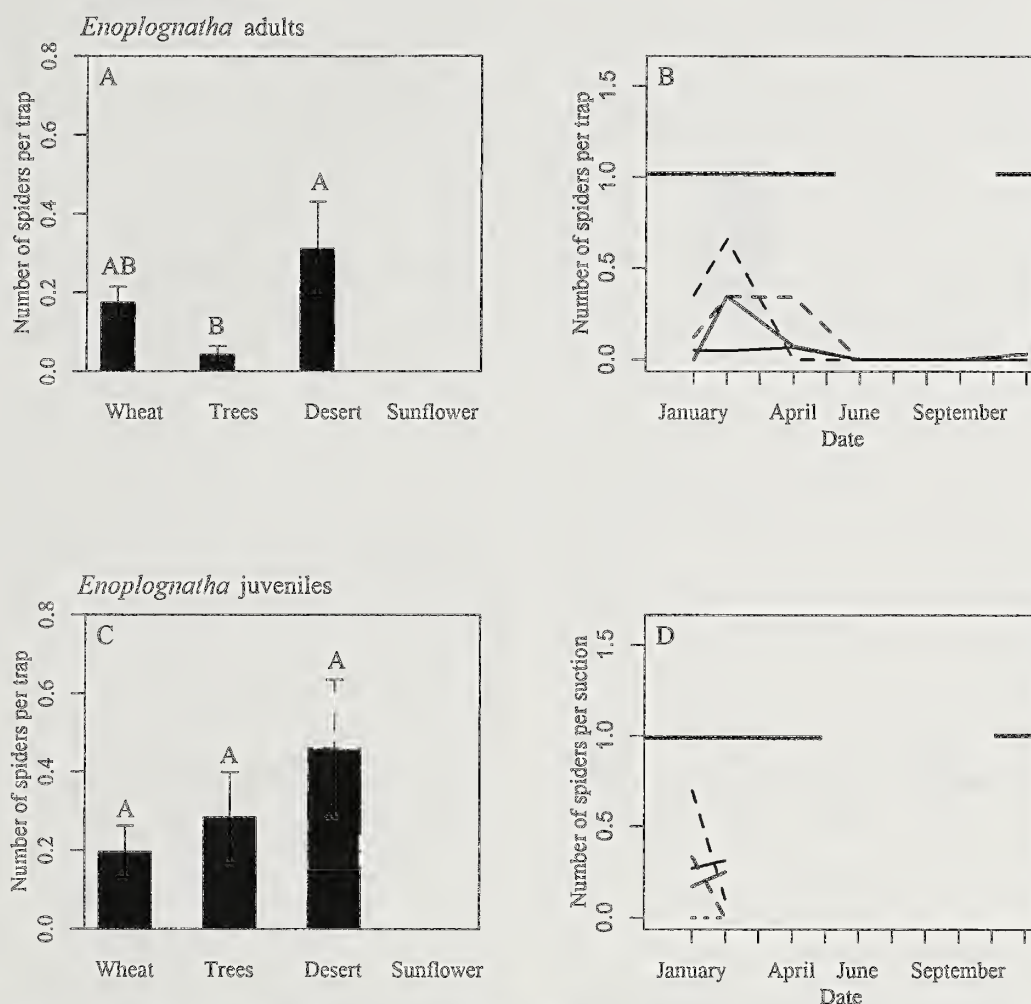 Enoplognatha adults
A
Number of spiders per trap
0.0 0.2 0.4 0.6 0.8
AB
B
A
Wheat Trees Desert Sunflower
B
Number of spiders per trap
0.0 0.5 1.0 1.5
January April June September
Date
Enoplognatha juveniles
C
Number of spiders per trap
0.0 0.2 0.4 0.6 0.8
A
A
A
Wheat Trees Desert Sunflower
D
Number of spiders per suction
0.0 0.5 1.0 1.5
January April June September
Date